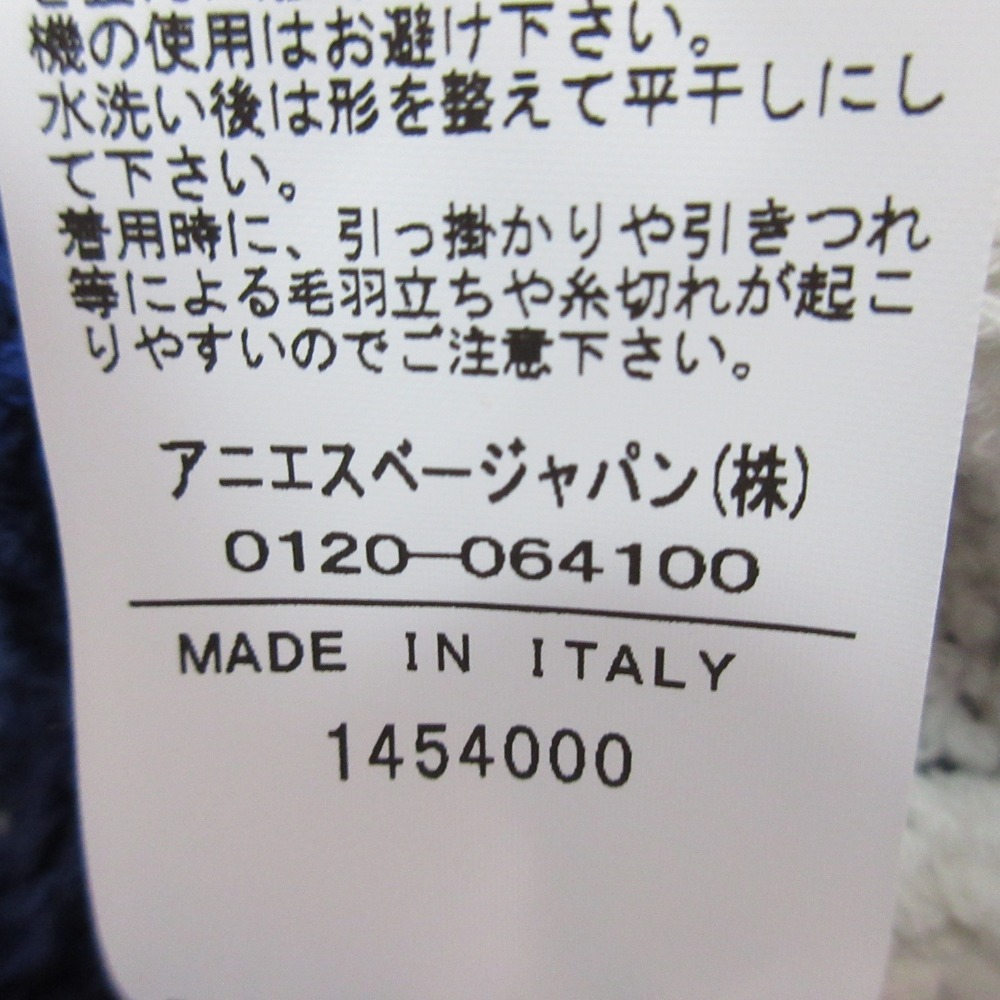 機の使用はお避け下さい。
水洗い後は形を整えて平干しにし
て下さい。
着用時に、引っ掛かりや引きつれ
等による毛羽立ちや糸切れが起こ
りやすいのでご注意下さい。
アニエスベージャパン(株)
0120-064100
MADE IN ITALY
1454000